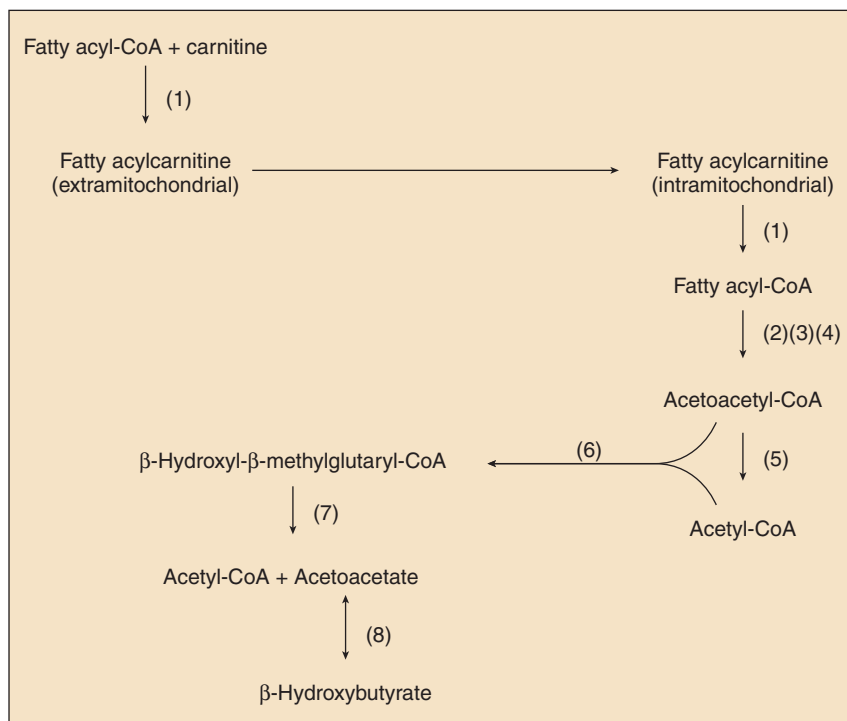 Fatty acyl-CoA + carnitine
(1)
Fatty acylcarnitine
(extramitochondrial)
Fatty acylcarnitine
(intramitochondrial)
(1)
Fatty acyl-CoA
(2)(3)(4)
Acetoacetyl-CoA
(5)
Acetyl-CoA
(6)
β-Hydroxyl-β-methylglutaryl-CoA
(7)
Acetyl-CoA + Acetoacetate
(8)
β-Hydroxybutyrate